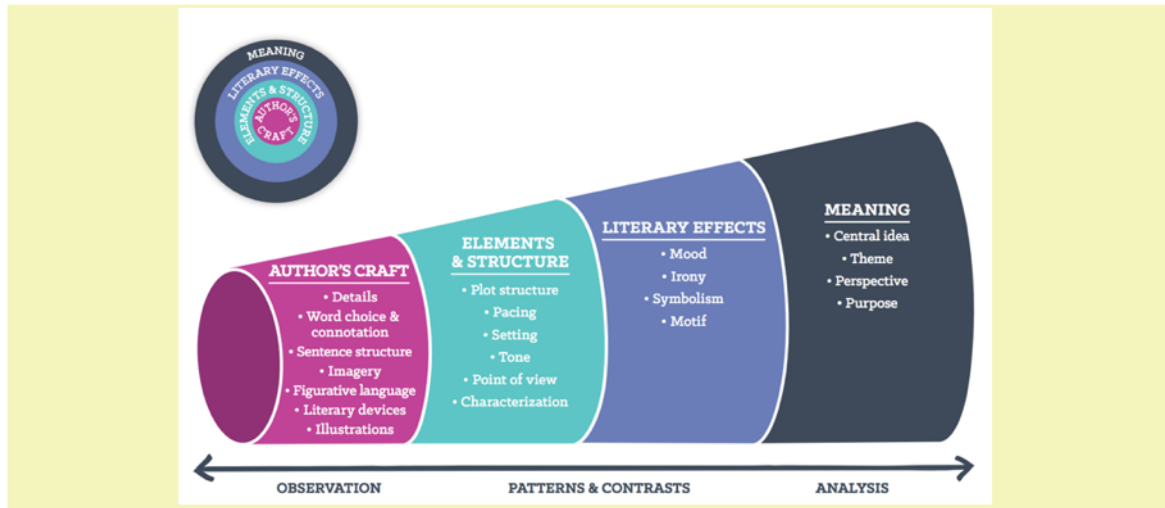 MEANING
LITERARY EFFECTS
ELEMENTS & STRUCTURE
AUTHOR'S
CRAFT
AUTHOR'S CRAFT
• Details
• Word choice &
connotation
• Sentence structure
• Imagery
• Figurative language
• Literary devices
• Illustrations
ELEMENTS
& STRUCTURE
• Plot structure
• Pacing
• Setting
• Tone
• Point of view
• Characterization
LITERARY EFFECTS
• Mood
• Irony
• Symbolism
• Motif
MEANING
• Central idea
• Theme
• Perspective
• Purpose
OBSERVATION
PATTERNS & CONTRASTS
ANALYSIS